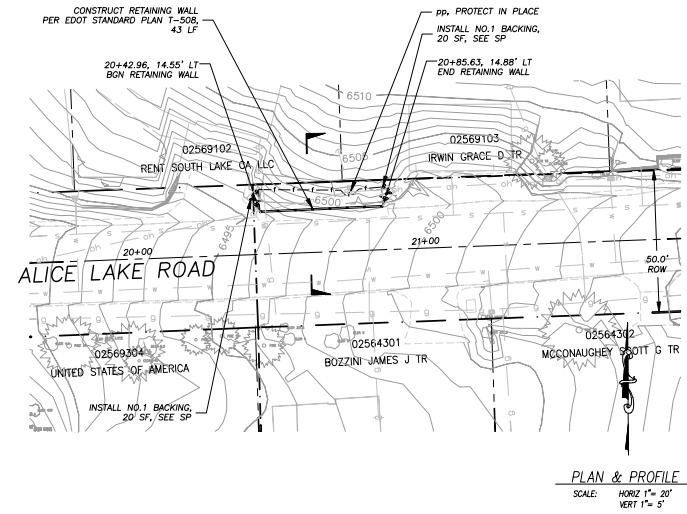 CONSTRUCT RETAINING WALL
PER EDOT STANDARD PLAN T-508,
43 LF
pp, PROTECT IN PLACE
INSTALL NO.1 BACKING,
20 SF, SEE SP
20+42.96, 14.55' LT
BGN RETAINING WALL
20+85.63, 14.88' LT
END RETAINING WALL
6510
02569102
RENT SOUTH LAKE CA LLC
6505
02569103
IRWIN GRACE D TR
6500
6500
6495
20+00
21+00
ALICE LAKE ROAD
50.0'
ROW
02569304
UNITED STATES OF AMERICA
02564301
BOZZINI JAMES J TR
02564302
MCCONAUGHEY SCOTT G TR
INSTALL NO.1 BACKING,
20 SF, SEE SP
PLAN & PROFILE
SCALE: HORIZ 1"= 20'
VERT 1"= 5'